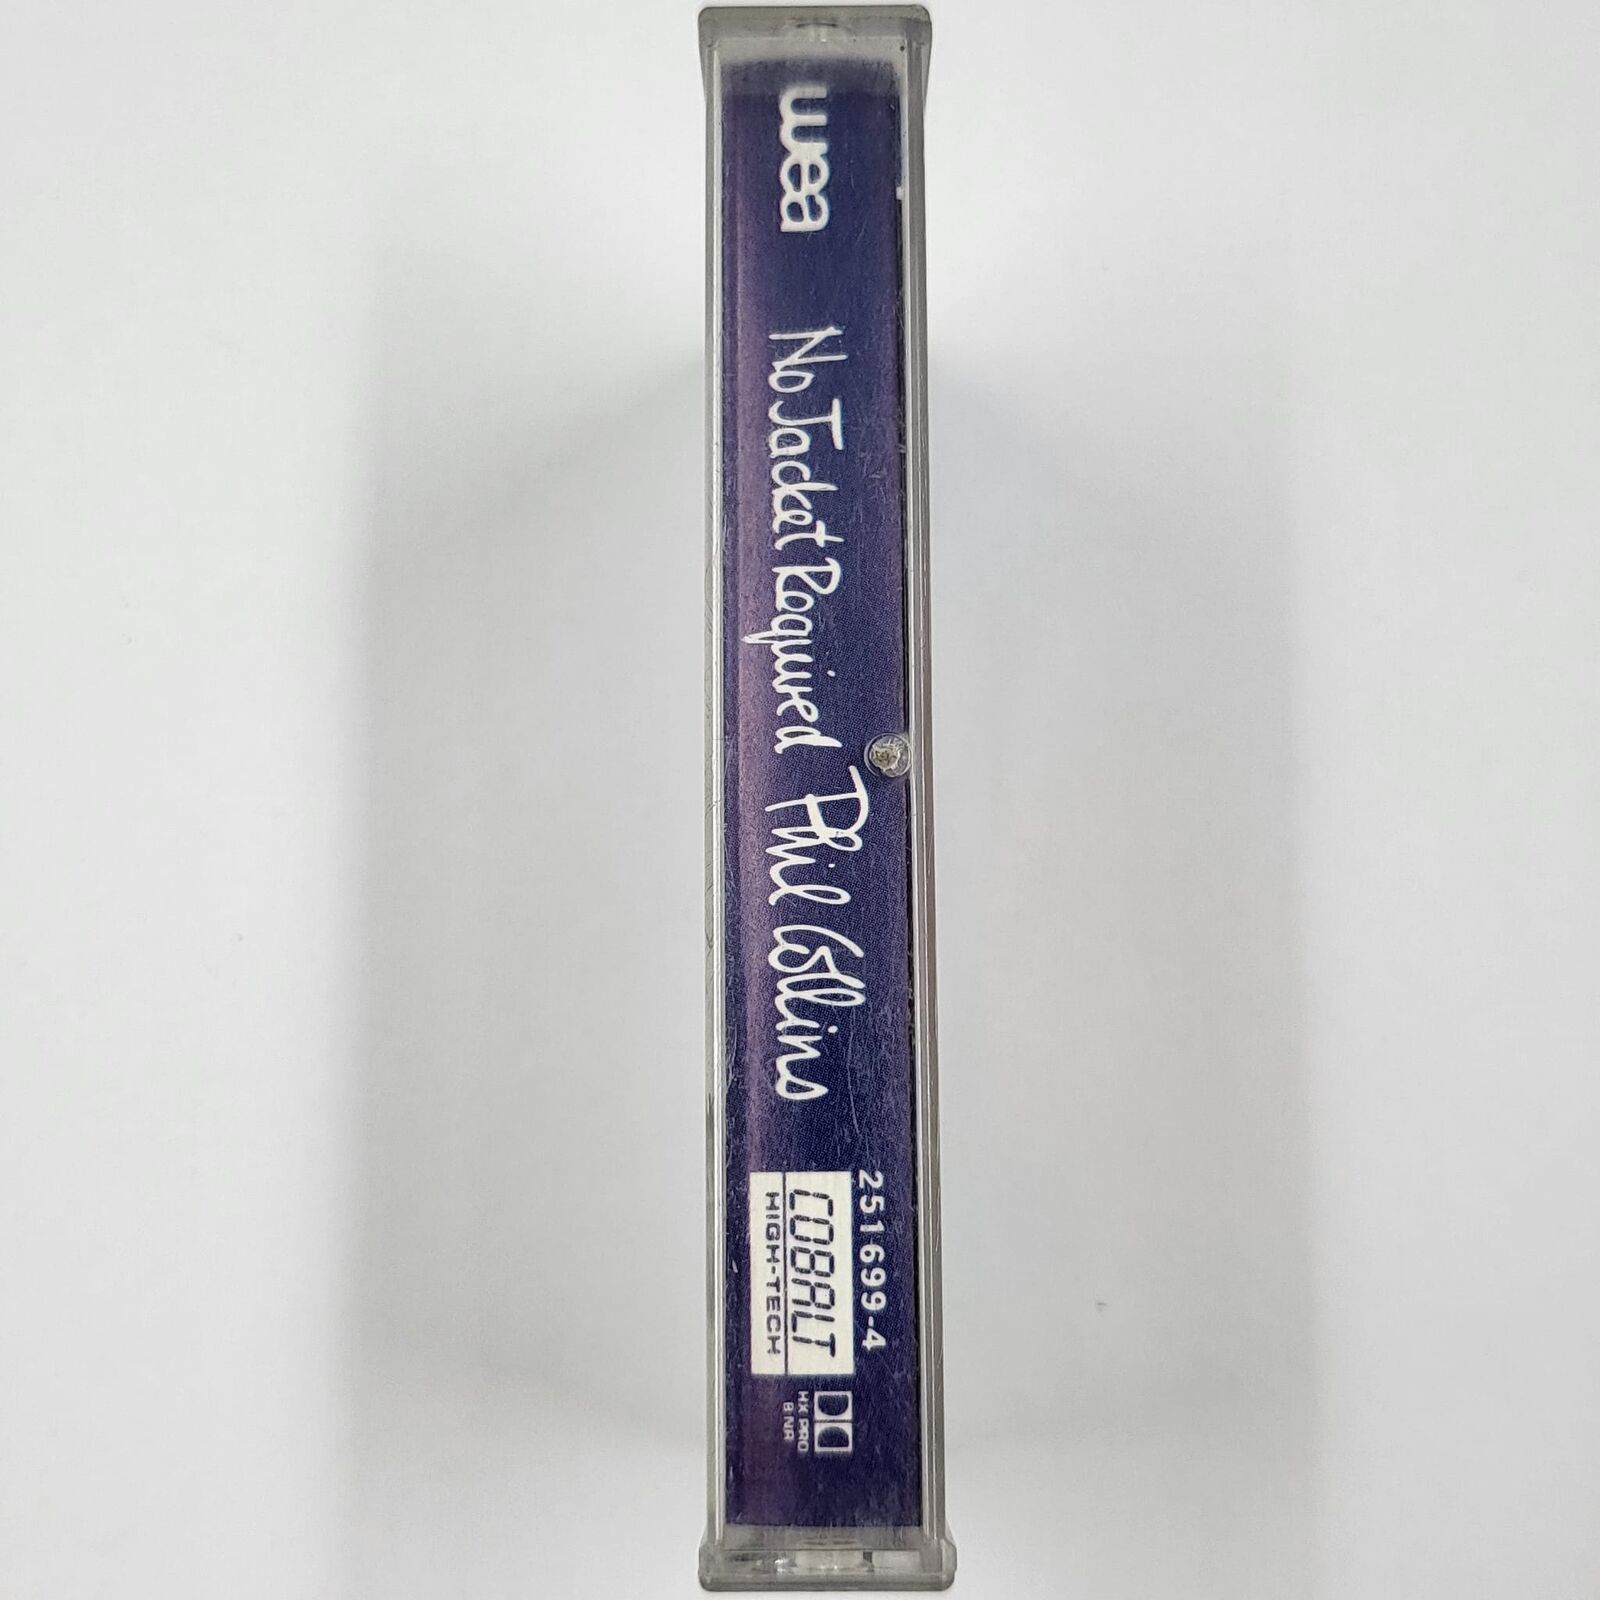 wea
No Jacket Required Phil Collins
251699-4
COBALT
HIGH-TECH
HX PRO
B NR